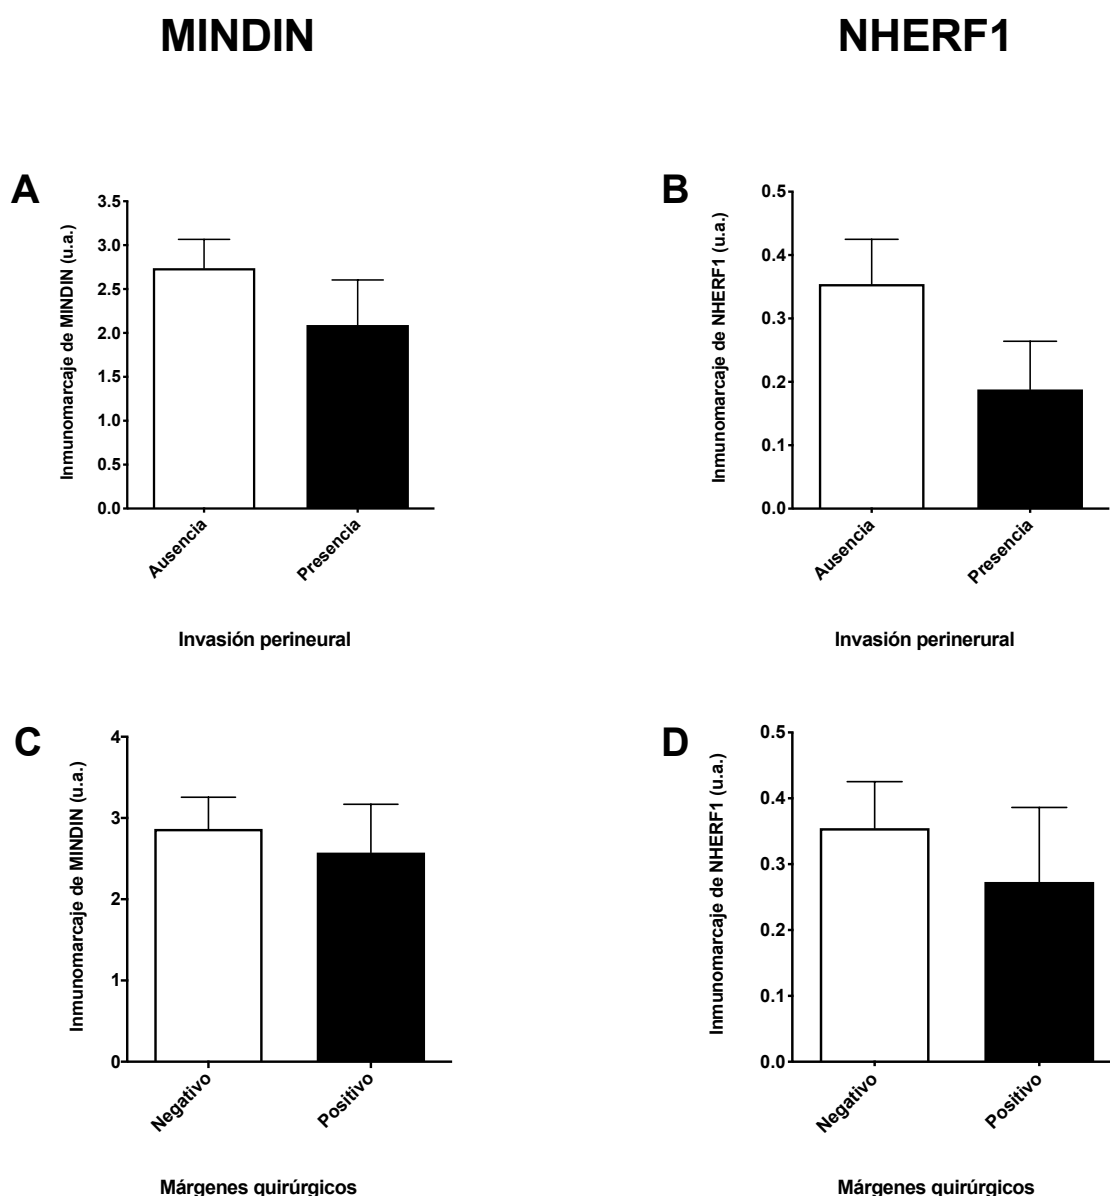 MINDIN
NHERF1
A
Inmunomarcaje de MINDIN (u.a.)
3.5
3.0
2.5
2.0
1.5
1.0
0.5
0.0
Ausencia
Presencia
Invasión perineural
B
Inmunomarcaje de NHERF1 (u.a.)
0.5
0.4
0.3
0.2
0.1
0.0
Ausencia
Presencia
Invasión perinerural
C
Inmunomarcaje de MINDIN (u.a.)
4
3
2
1
0
Negativo
Positivo
Márgenes quirúrgicos
D
Inmunomarcaje de NHERF1 (u.a.)
0.5
0.4
0.3
0.2
0.1
0.0
Negativo
Positivo
Márgenes quirúrgicos